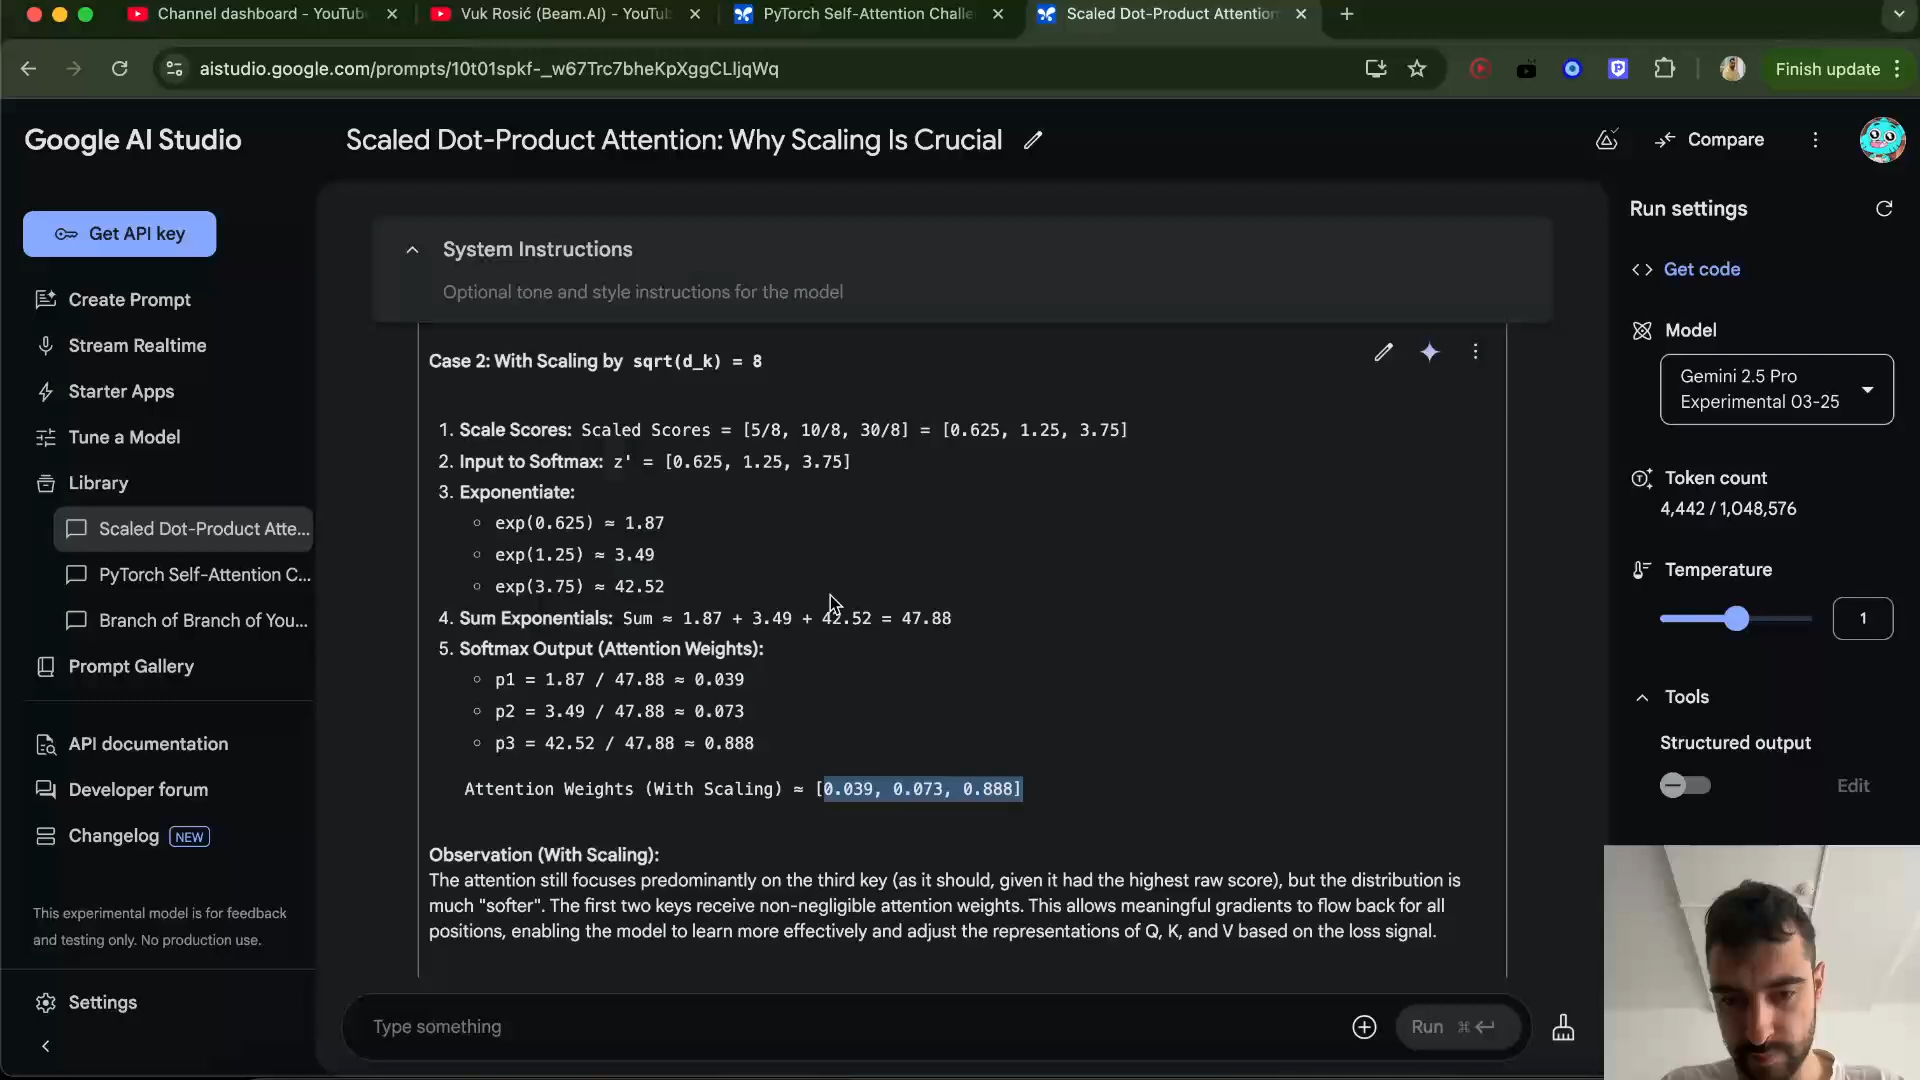 Channel dashboard - YouTube
Vuk Rosić (Beam.AI) - YouTu
PyTorch Self-Attention Challe
Scaled Dot-Product Attention
aistudio.google.com/prompts/10t01spkf-_w67Trc7bheKpXggCLIjqWq
Finish update
Google AI Studio
Scaled Dot-Product Attention: Why Scaling Is Crucial
Compare
Get API key
Create Prompt
Stream Realtime
Starter Apps
Tune a Model
Library
Scaled Dot-Product Atte...
PyTorch Self-Attention C...
Branch of Branch of You...
Prompt Gallery
API documentation
Developer forum
Changelog NEW
This experimental model is for feedback
and testing only. No production use.
Settings
System Instructions
Optional tone and style instructions for the model
Case 2: With Scaling by sqrt(d_k) = 8
1. Scale Scores: Scaled Scores = [5/8, 10/8, 30/8] = [0.625, 1.25, 3.75]
2. Input to Softmax: z' = [0.625, 1.25, 3.75]
3. Exponentiate:
◦ exp(0.625) ≈ 1.87
◦ exp(1.25) ≈ 3.49
◦ exp(3.75) ≈ 42.52
4. Sum Exponentials: Sum ≈ 1.87 + 3.49 + 42.52 = 47.88
5. Softmax Output (Attention Weights):
◦ p1 = 1.87 / 47.88 ≈ 0.039
◦ p2 = 3.49 / 47.88 ≈ 0.073
◦ p3 = 42.52 / 47.88 ≈ 0.888
Attention Weights (With Scaling) ≈ [0.039, 0.073, 0.888]
Observation (With Scaling):
The attention still focuses predominantly on the third key (as it should, given it had the highest raw score), but the distribution is
much "softer". The first two keys receive non-negligible attention weights. This allows meaningful gradients to flow back for all
positions, enabling the model to learn more effectively and adjust the representations of Q, K, and V based on the loss signal.
Type something
Run ⌘
Run settings
Get code
Model
Gemini 2.5 Pro
Experimental 03-25
Token count
4,442 / 1,048,576
Temperature
1
Tools
Structured output
Edit